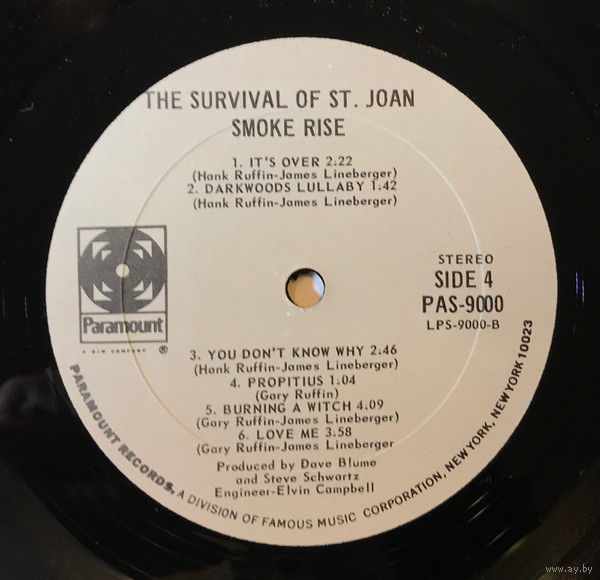 THE SURVIVAL OF ST. JOAN
SMOKE RISE
1. IT'S OVER 2:22
(Hank Ruffin-James Lineberger)
2. DARKWOODS LULLABY 1:42
(Hank Ruffin-James Lineberger)
STEREO
SIDE 4
PAS-9000
LPS-9000-B
Paramount
A G+W COMPANY ®
3. YOU DON'T KNOW WHY 2:46
(Hank Ruffin-James Lineberger)
4. PROPITIUS 1:04
(Gary Ruffin)
5. BURNING A WITCH 4:09
(Gary Ruffin-James Lineberger)
6. LOVE ME 3:58
(Gary Ruffin-James Lineberger
Produced by Dave Blume
and Steve Schwartz
Engineer-Elvin Campbell
PARAMOUNT RECORDS, A DIVISION OF FAMOUS MUSIC CORPORATION, NEW YORK, NEW YORK 10023
www.ay.by